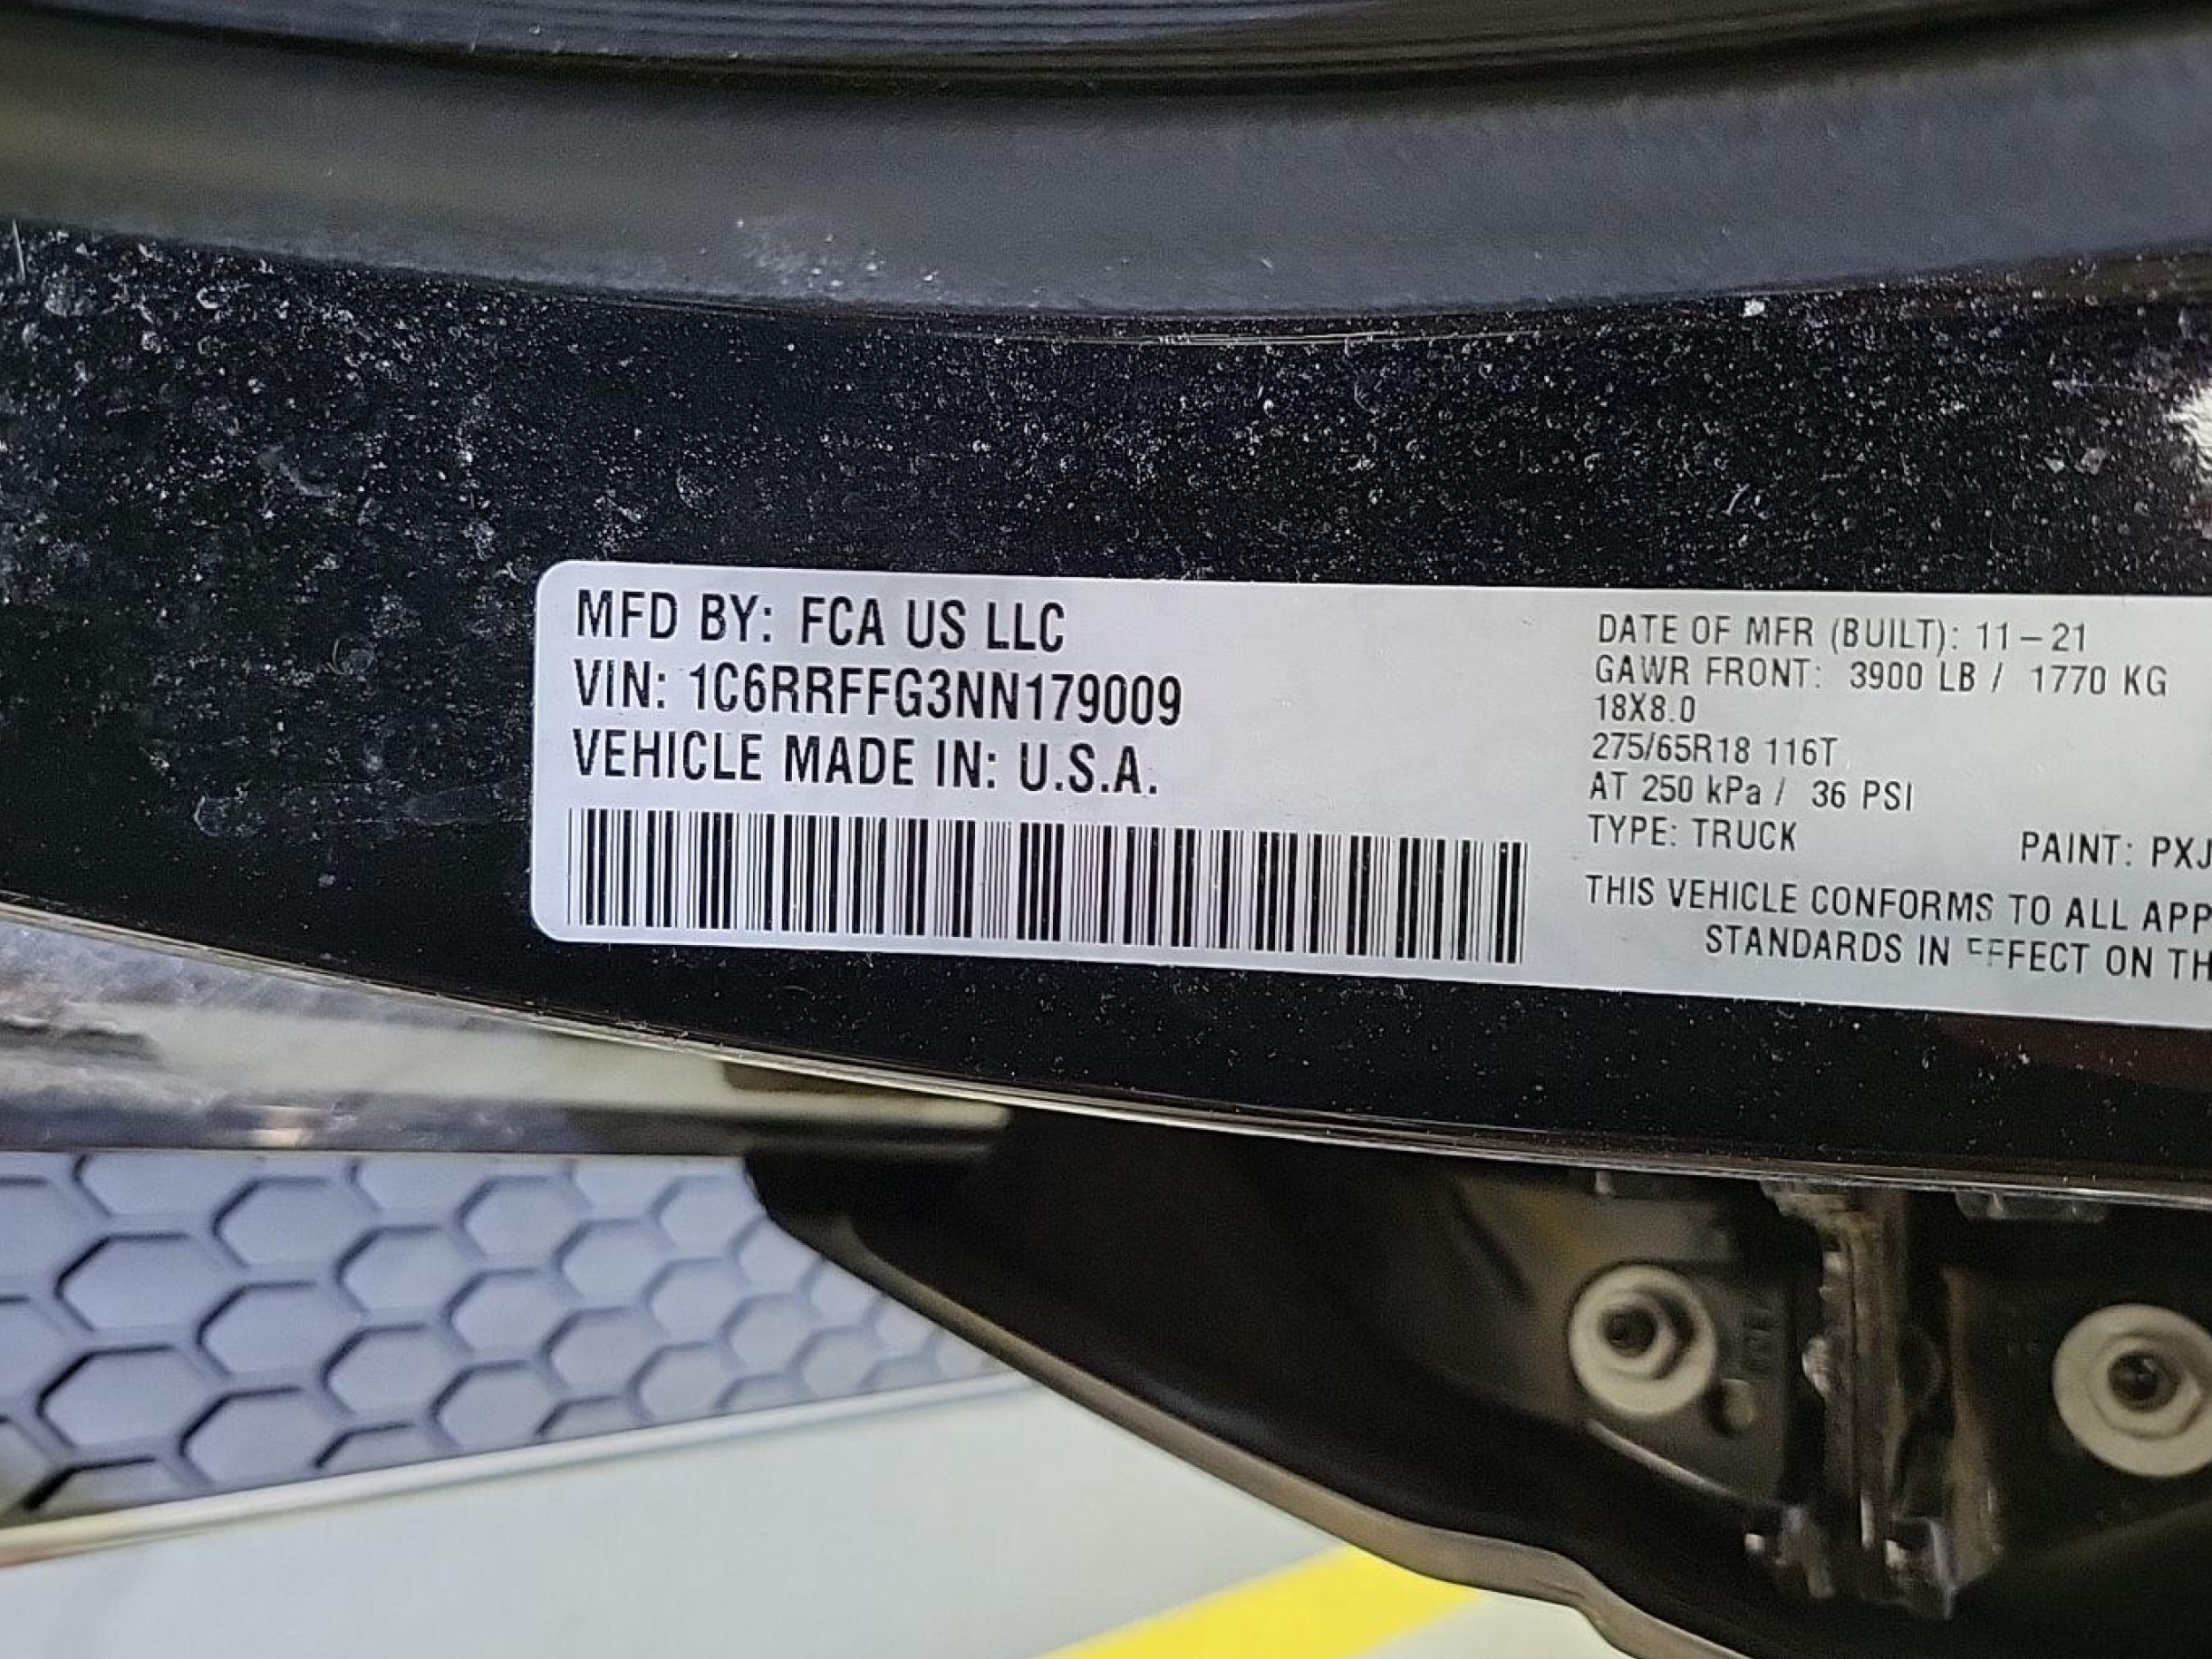 MFD BY: FCA US LLC
VIN: 1C6RRFFG3NN179009
VEHICLE MADE IN: U.S.A.
DATE OF MFR (BUILT): 11-21
GAWR FRONT: 3900 LB / 1770 KG
18X8.0
275/65R18 116T
AT 250 kPa / 36 PSI
TYPE: TRUCK PAINT: PXJ
THIS VEHICLE CONFORMS TO ALL APP
STANDARDS IN EFFECT ON TH